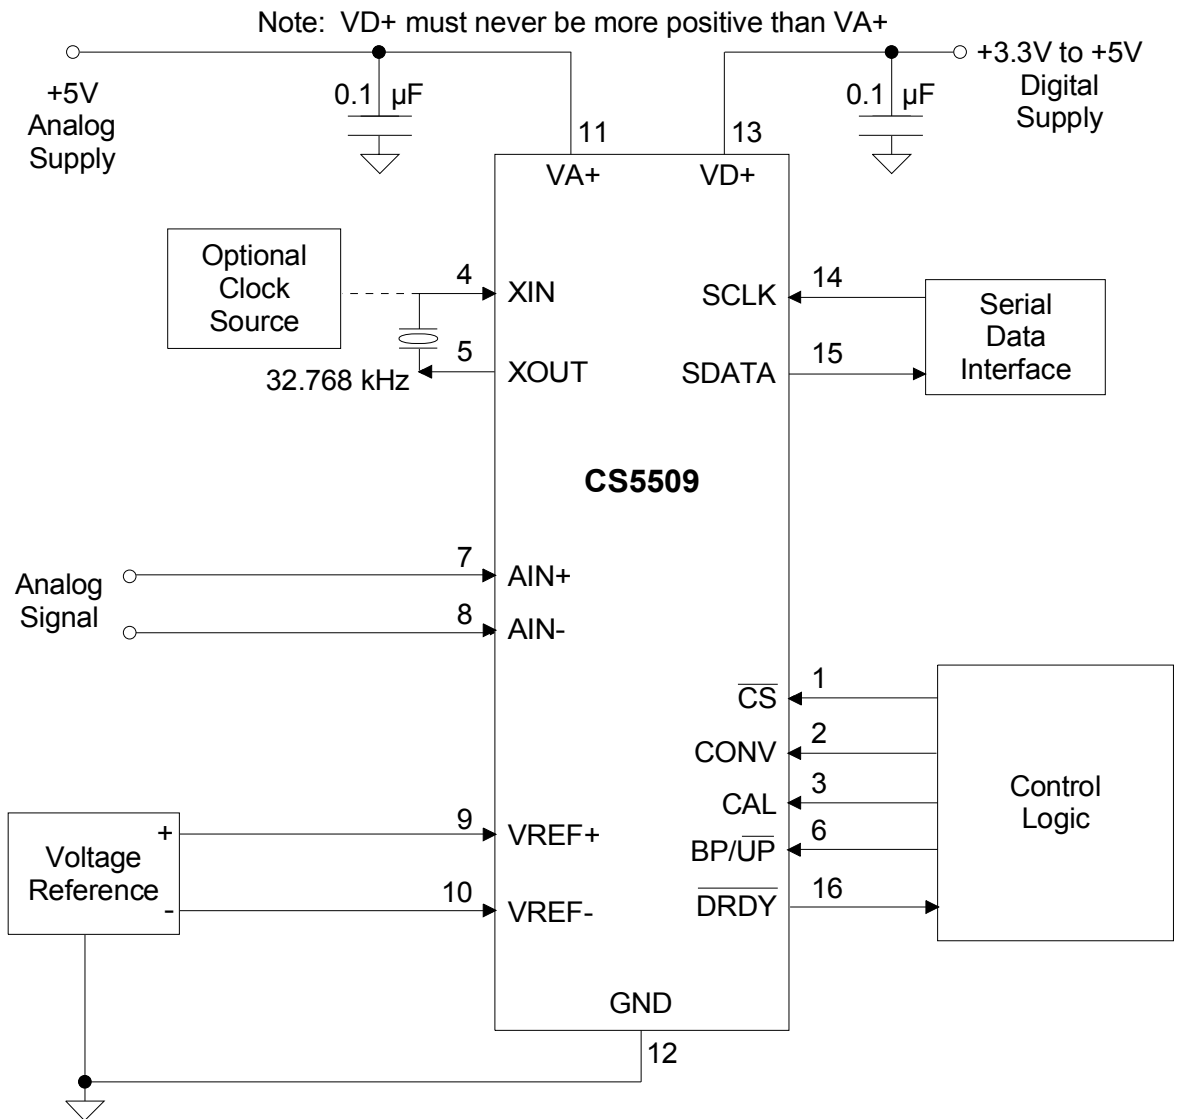 Note:  VD+ must never be more positive than VA+
+5V
Analog
Supply
0.1 µF
11
13
0.1 µF
+3.3V to +5V
Digital
Supply
VA+
VD+
Optional
Clock
Source
4
XIN
5
XOUT
32.768 kHz
SCLK
14
SDATA
15
Serial
Data
Interface
CS5509
Analog
Signal
7
AIN+
8
AIN-
C̅S̅
1
CONV
2
CAL
3
BP/U̅P̅
6
D̅R̅D̅Y̅
16
Control
Logic
Voltage
Reference
+
-
9
VREF+
10
VREF-
GND
12